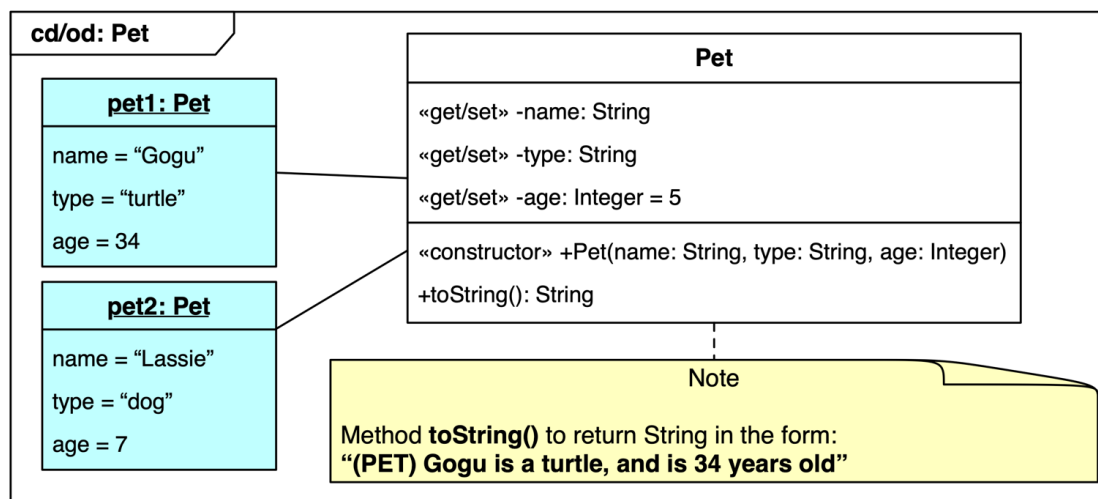 cd/od: Pet
pet1: Pet
name = “Gogu”
type = “turtle”
age = 34
pet2: Pet
name = “Lassie”
type = “dog”
age = 7
Pet
«get/set» -name: String
«get/set» -type: String
«get/set» -age: Integer = 5
«constructor» +Pet(name: String, type: String, age: Integer)
+toString(): String
Note
Method toString() to return String in the form:
“(PET) Gogu is a turtle, and is 34 years old”